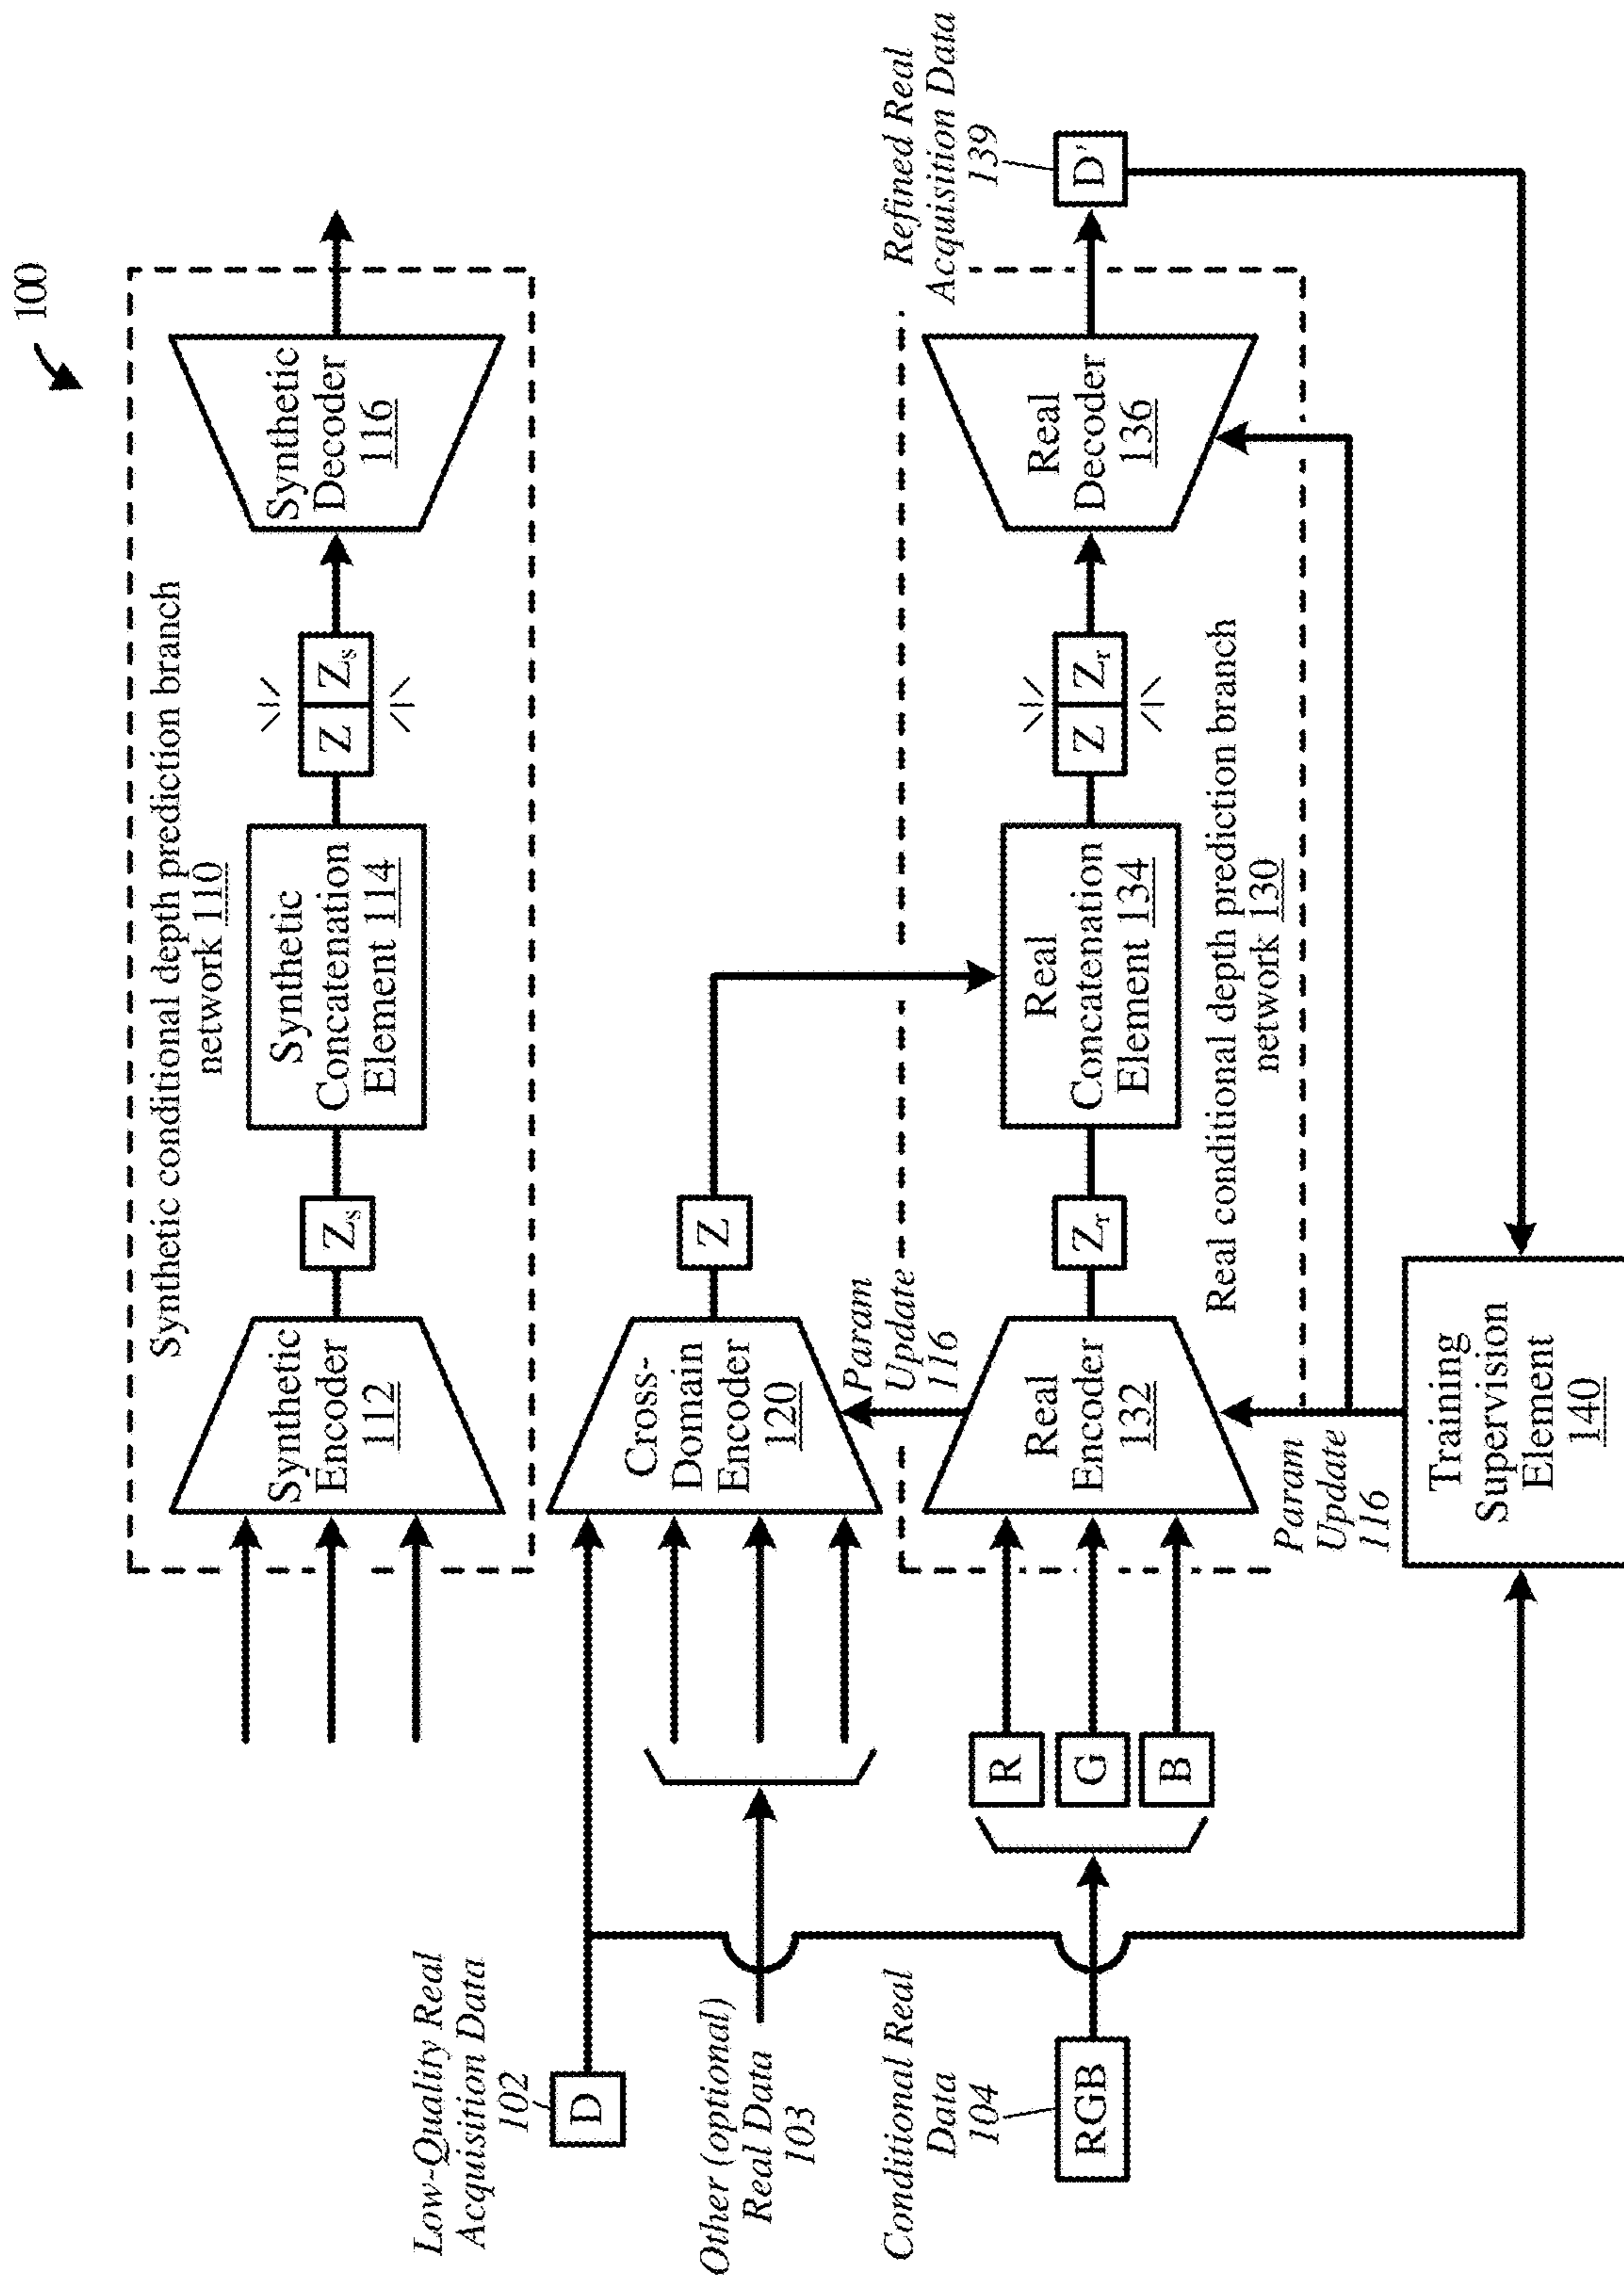 100
Synthetic conditional depth prediction branch
network 110
Synthetic
Encoder
112
Zs
Synthetic
Concatenation
Element 114
Z
Zs
Synthetic
Decoder
116
Low-Quality Real
Acquisition Data
102
D
Other (optional)
Real Data
103
Cross-
Domain
Encoder
120
Z
Param
Update
116
Conditional Real
Data
104
RGB
R
G
B
Real
Encoder
132
Zr
Real
Concatenation
Element 134
Z
Zr
Real
Decoder
136
Real conditional depth prediction branch
network 130
Refined Real
Acquisition Data
139
D'
Param
Update
116
Training
Supervision
Element
140